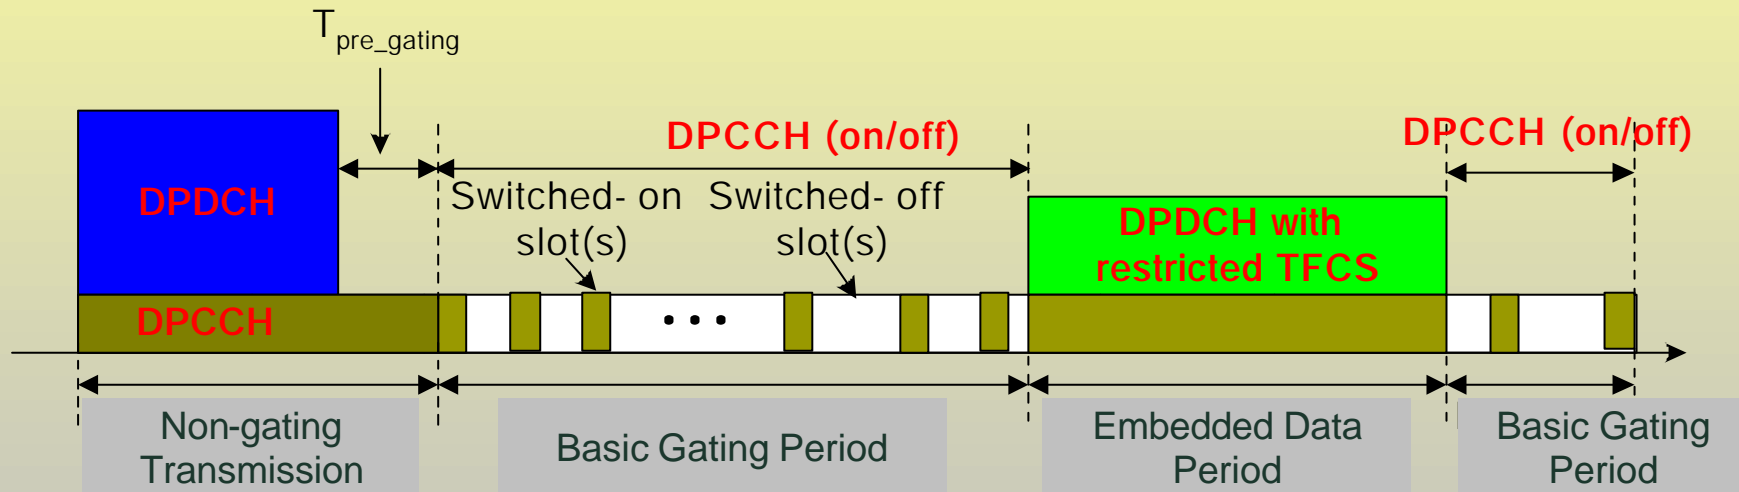 T pre_gating
DPCCH (on/off)
DPCCH (on/off)
Switched- on
slot(s)
Switched- off
slot(s)
DPDCH
DPDCH with
restricted TFCS
DPCCH
• • •
Non-gating
Transmission
Basic Gating Period
Embedded Data
Period
Basic Gating
Period